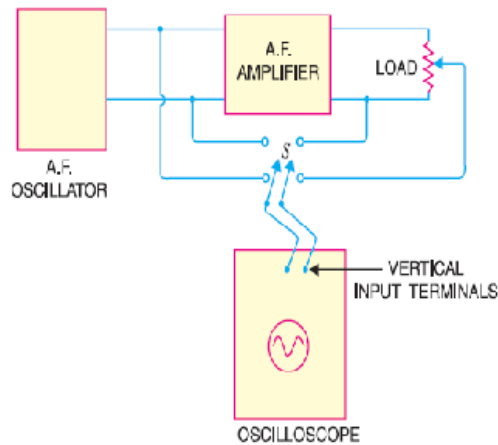 A.F.
AMPLIFIER
LOAD
S
A.F.
OSCILLATOR
VERTICAL
INPUT TERMINALS
OSCILLOSCOPE